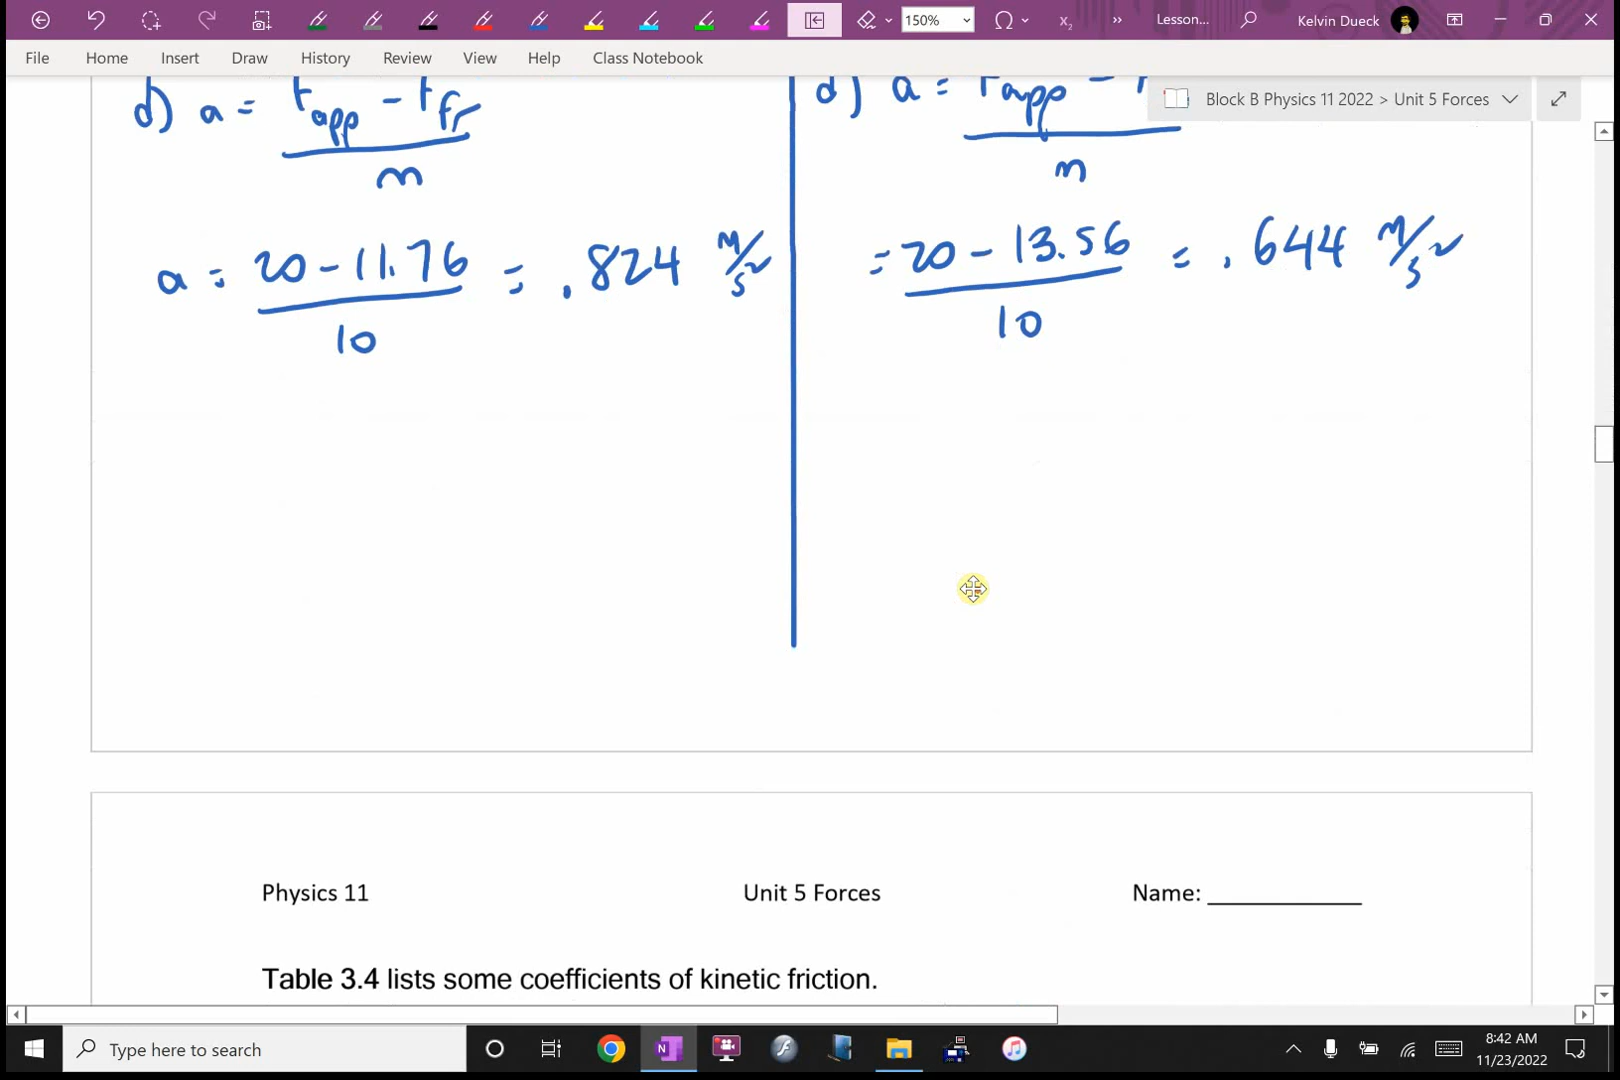 150%
Ω
x₂
»
Lesson...
Kelvin Dueck
File Home Insert Draw History Review View Help Class Notebook
Block B Physics 11 2022 > Unit 5 Forces
d) a = Fapp - Ffr
m
a = 20 - 11.76 = .824 m/s²
10
d) a = Fapp -
m
= 20 - 13.56 = .644 m/s²
10
Physics 11 Unit 5 Forces Name: ____________
Table 3.4 lists some coefficients of kinetic friction.
Type here to search
8:42 AM
11/23/2022